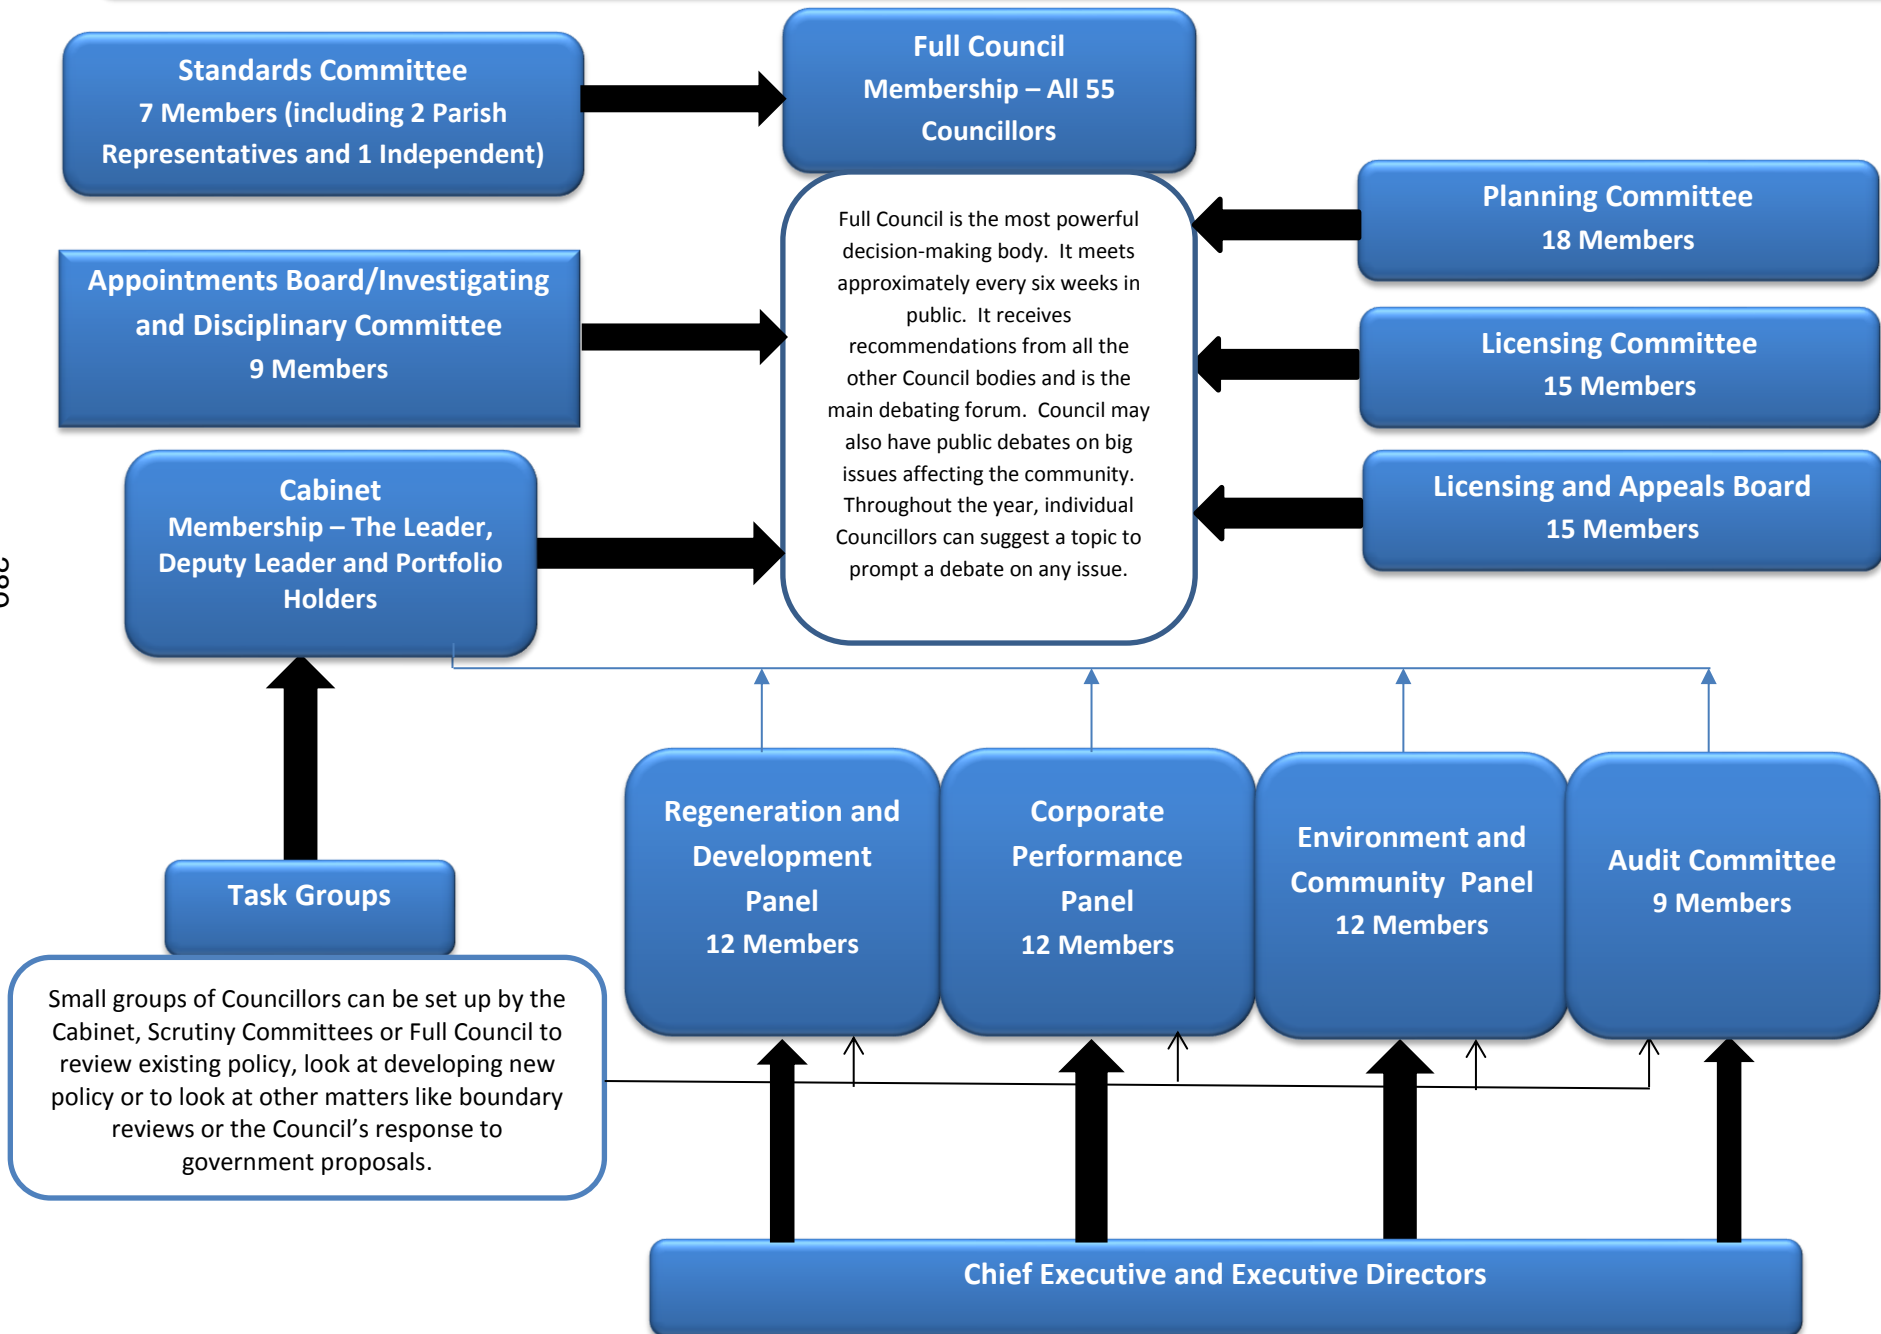 Standards Committee
7 Members (including 2 Parish
Representatives and 1 Independent)
Full Council
Membership – All 55
Councillors
Full Council is the most powerful
decision-making body.  It meets
approximately every six weeks in
public.  It receives
recommendations from all the
other Council bodies and is the
main debating forum.  Council may
also have public debates on big
issues affecting the community.
Throughout the year, individual
Councillors can suggest a topic to
prompt a debate on any issue.
Planning Committee
18 Members
Appointments Board/Investigating
and Disciplinary Committee
9 Members
Licensing Committee
15 Members
Licensing and Appeals Board
15 Members
Cabinet
Membership – The Leader,
Deputy Leader and Portfolio
Holders
Regeneration and
Development
Panel
12 Members
Corporate
Performance
Panel
12 Members
Environment and
Community  Panel
12 Members
Audit Committee
9 Members
Task Groups
Small groups of Councillors can be set up by the
Cabinet, Scrutiny Committees or Full Council to
review existing policy, look at developing new
policy or to look at other matters like boundary
reviews or the Council’s response to
government proposals.
Chief Executive and Executive Directors